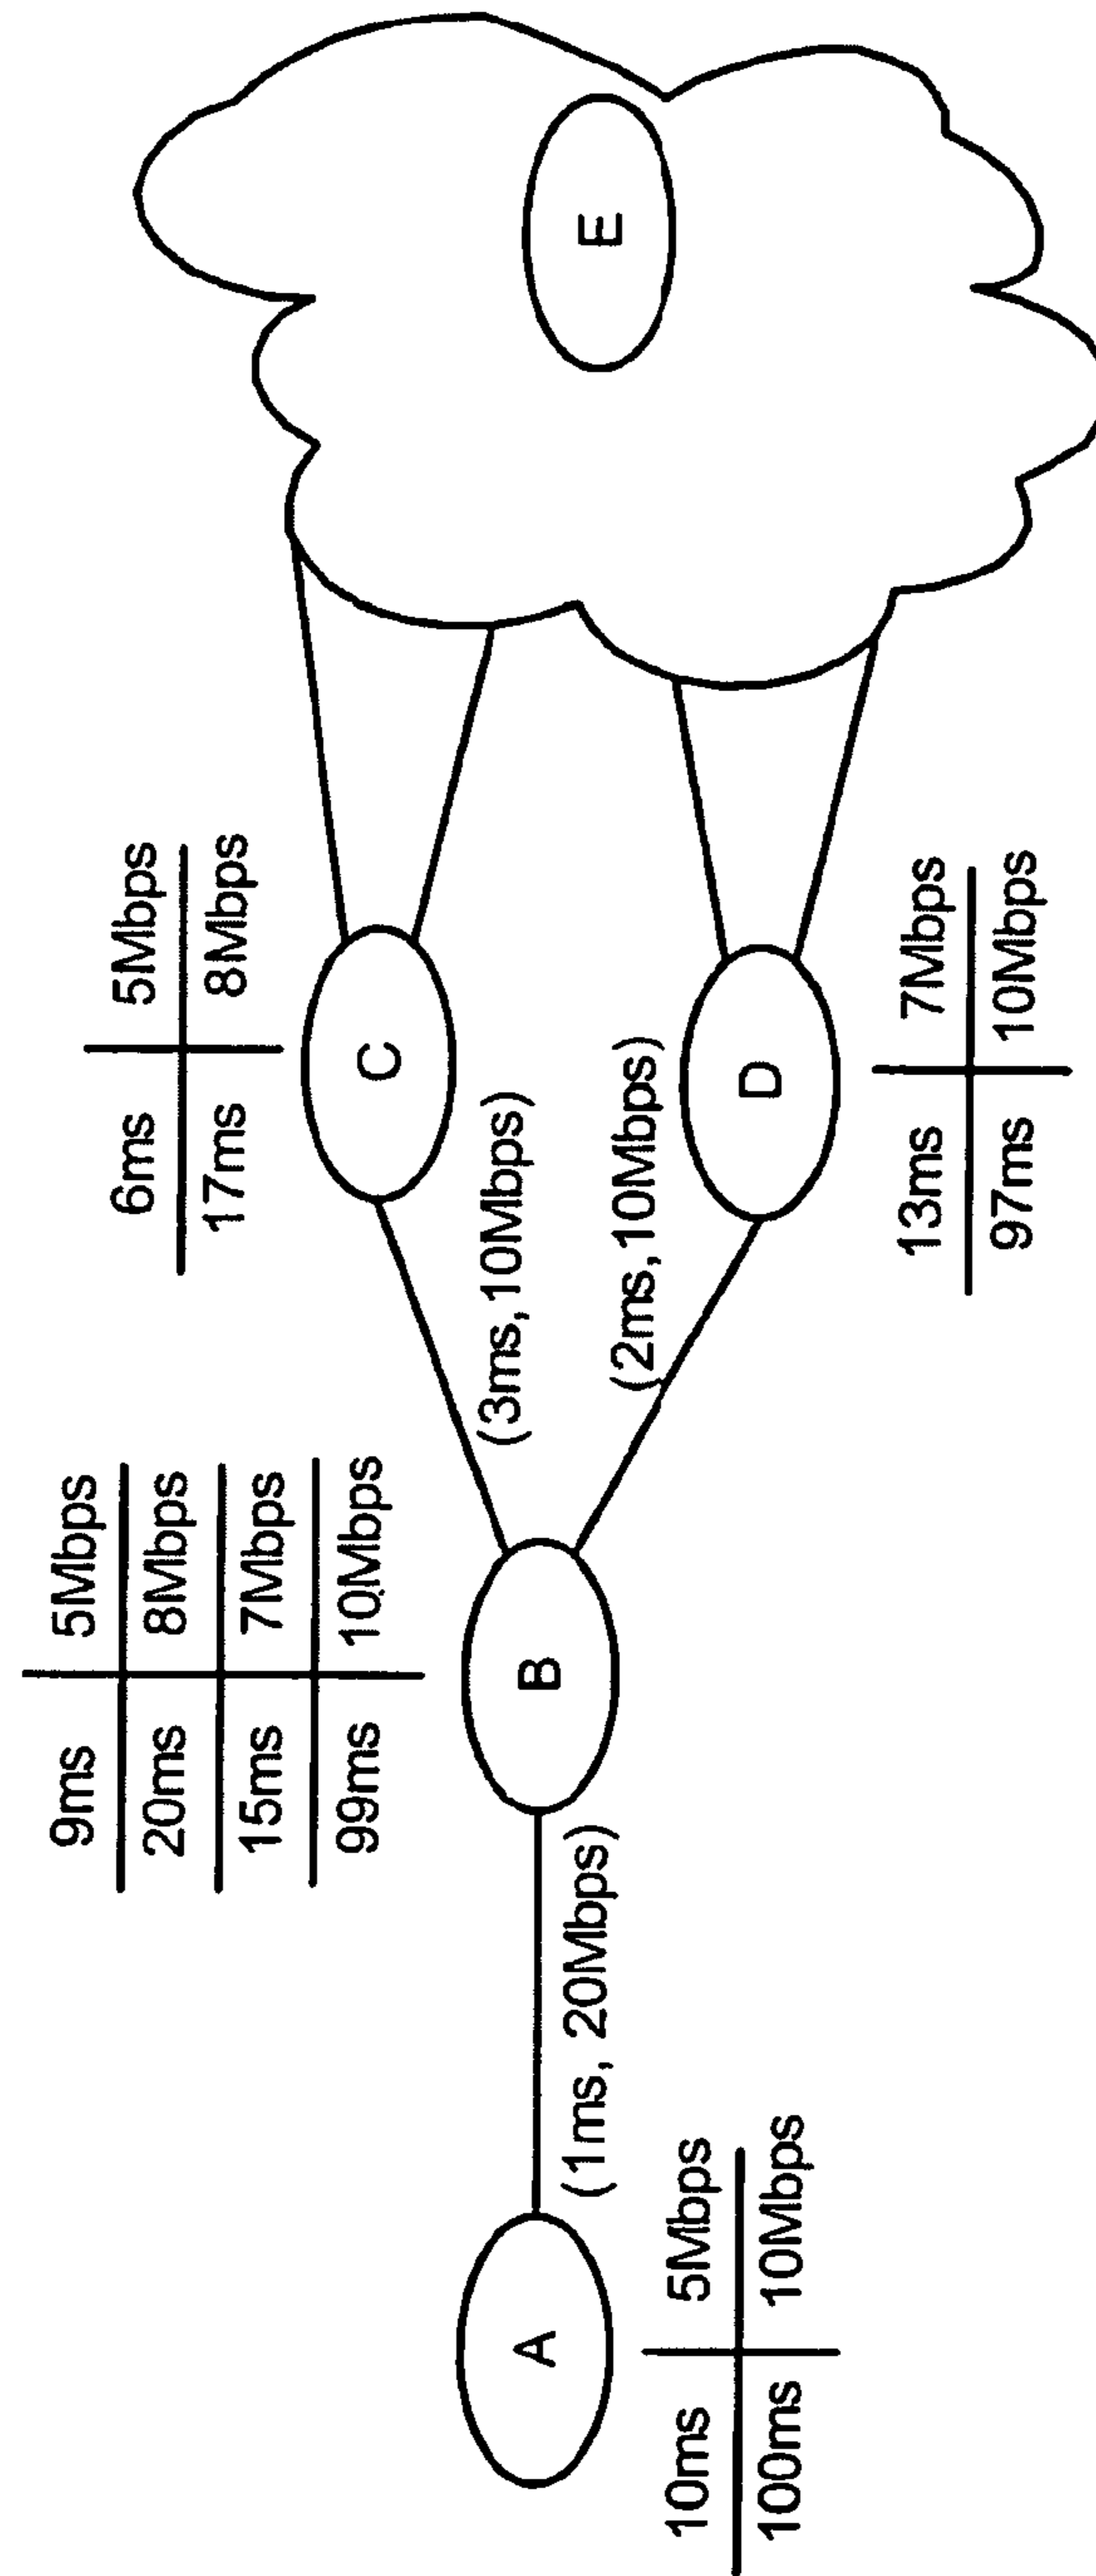 9ms 5Mbps
20ms 8Mbps
15ms 7Mbps
99ms 10Mbps
6ms 5Mbps
17ms 8Mbps
A
B
C
D
E
(1ms, 20Mbps)
(3ms,10Mbps)
(2ms,10Mbps)
10ms 5Mbps
100ms 10Mbps
13ms 7Mbps
97ms 10Mbps